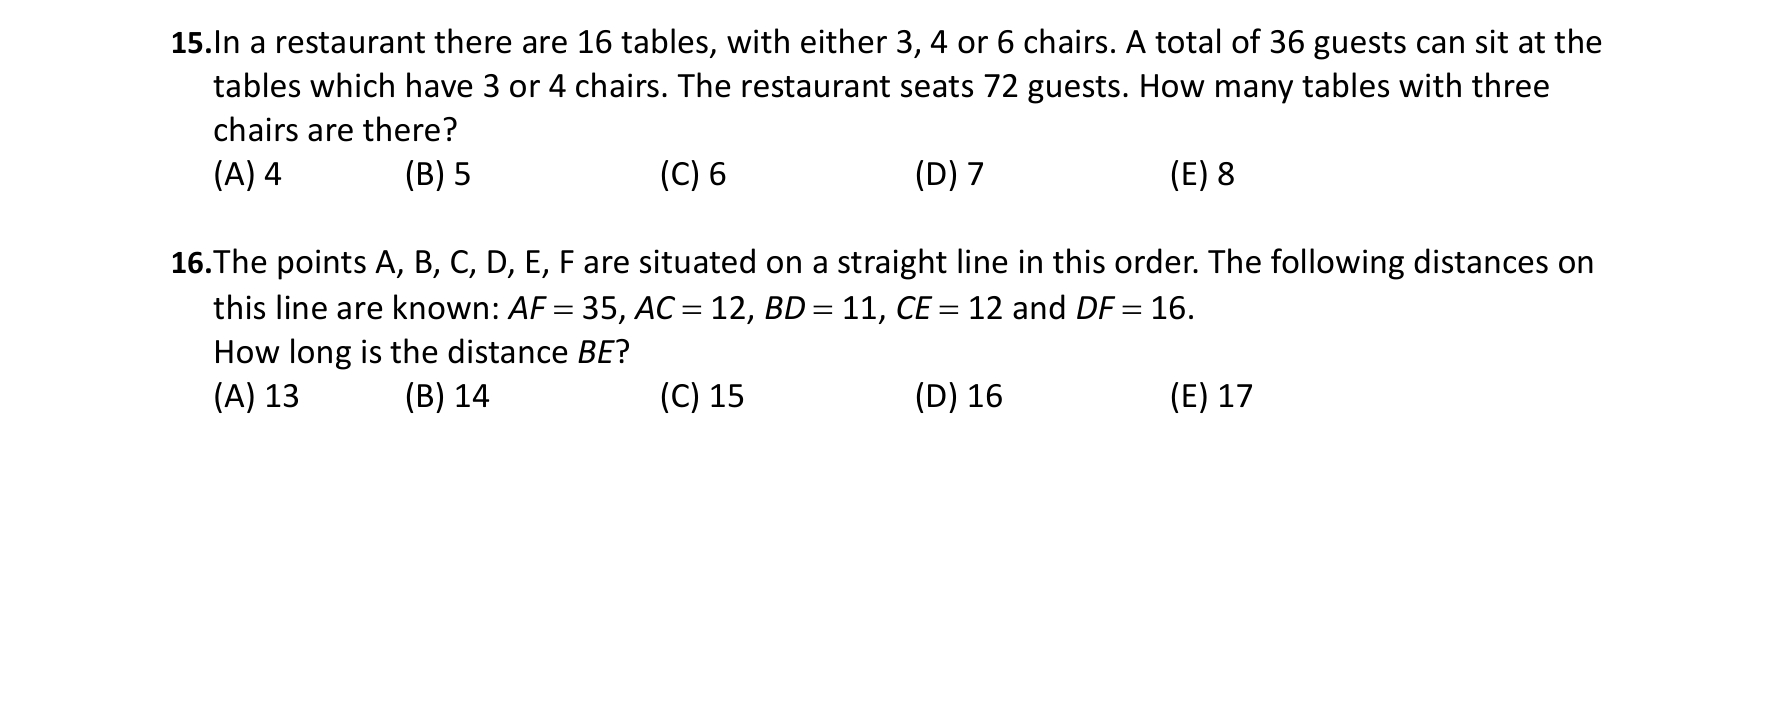 15.In a restaurant there are 16 tables, with either 3, 4 or 6 chairs. A total of 36 guests can sit at the
tables which have 3 or 4 chairs. The restaurant seats 72 guests. How many tables with three
chairs are there?
(A) 4 (B) 5 (C) 6 (D) 7 (E) 8
16.The points A, B, C, D, E, F are situated on a straight line in this order. The following distances on
this line are known: AF = 35, AC = 12, BD = 11, CE = 12 and DF = 16.
How long is the distance BE?
(A) 13 (B) 14 (C) 15 (D) 16 (E) 17